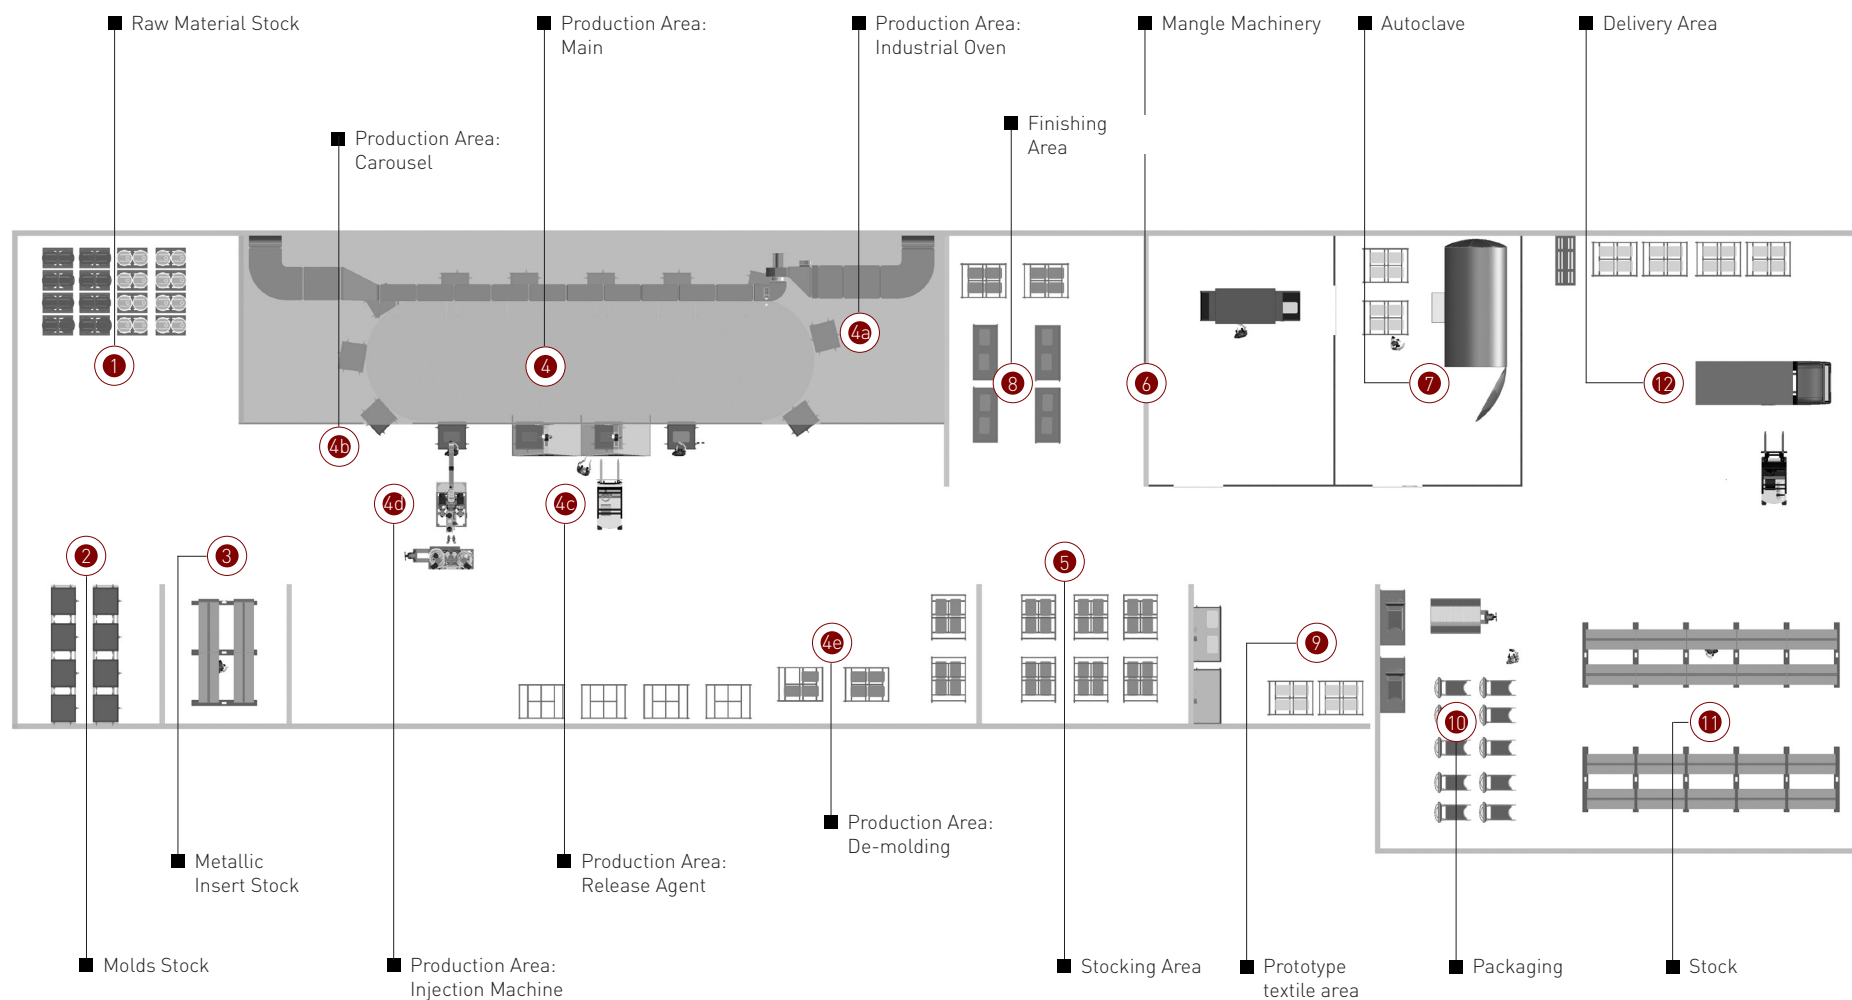 Raw Material Stock
Production Area:
Main
Production Area:
Industrial Oven
Mangle Machinery
Autoclave
Delivery Area
Production Area:
Carousel
Finishing
Area
1
4
4a
4b
8
6
7
12
4d
4c
2
3
5
4e
9
10
11
Production Area:
De-molding
Metallic
Insert Stock
Production Area:
Release Agent
Molds Stock
Production Area:
Injection Machine
Stocking Area
Prototype
textile area
Packaging
Stock